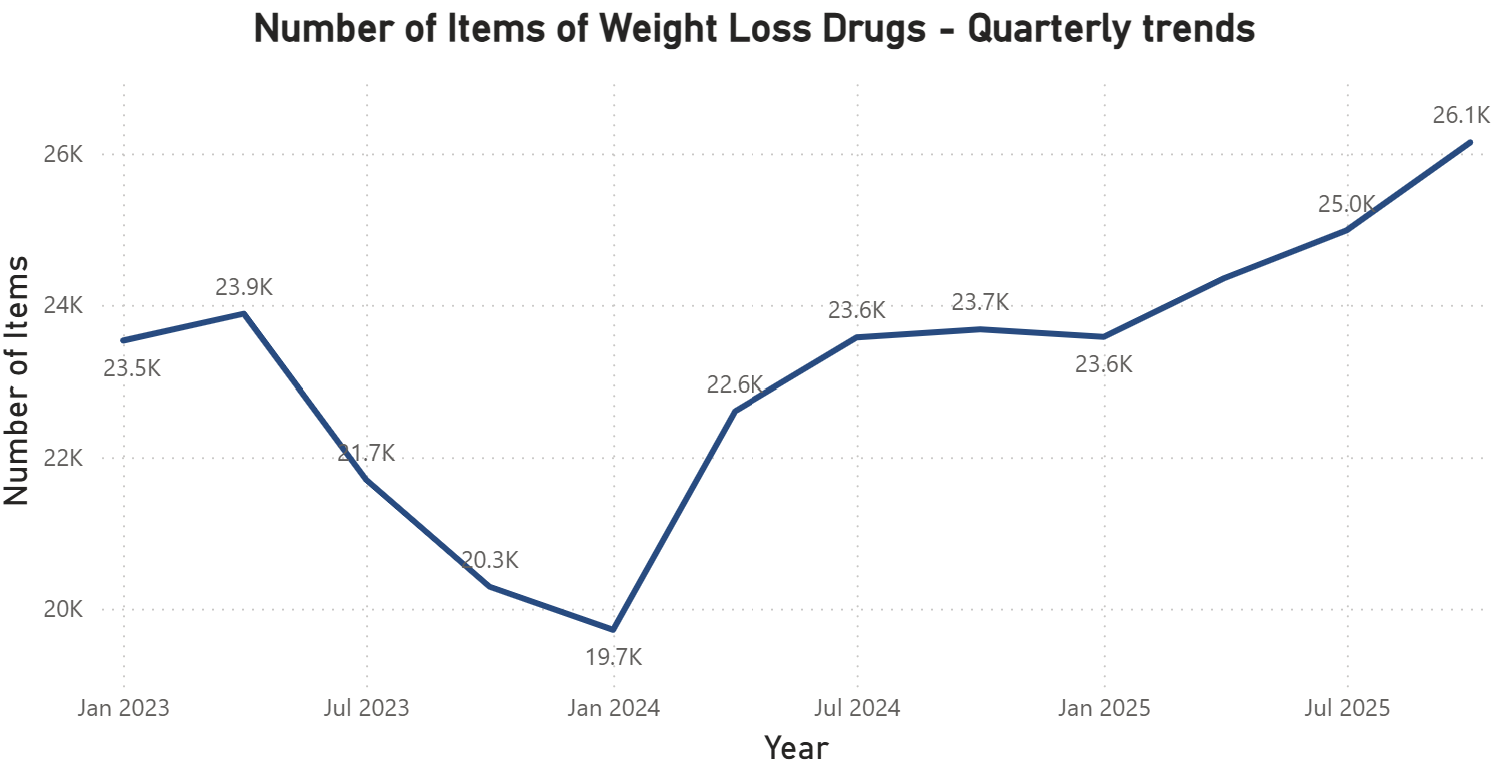 Number of Items of Weight Loss Drugs - Quarterly trends
Number of Items
26K
24K
22K
20K
23.5K
23.9K
21.7K
20.3K
19.7K
22.6K
23.6K
23.7K
23.6K
25.0K
26.1K
Jan 2023
Jul 2023
Jan 2024
Jul 2024
Jan 2025
Jul 2025
Year